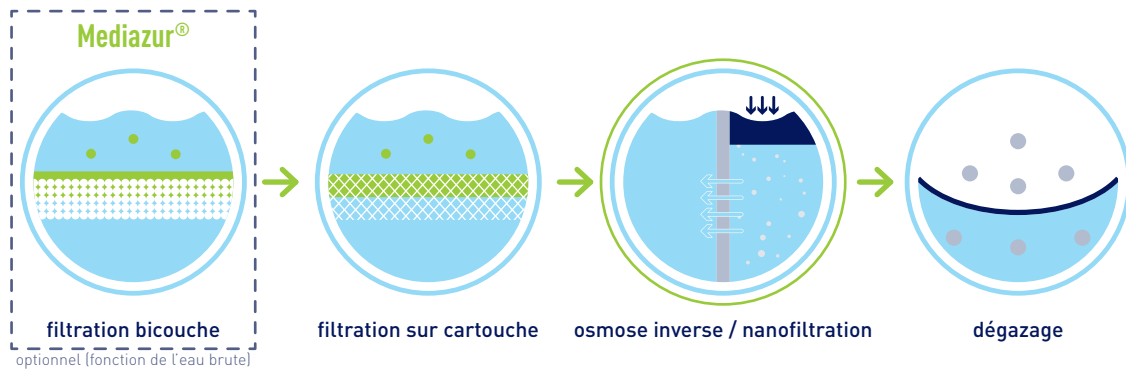 Mediazur®
filtration bicouche
optionnel (fonction de l'eau brute)
filtration sur cartouche
osmose inverse / nanofiltration
dégazage